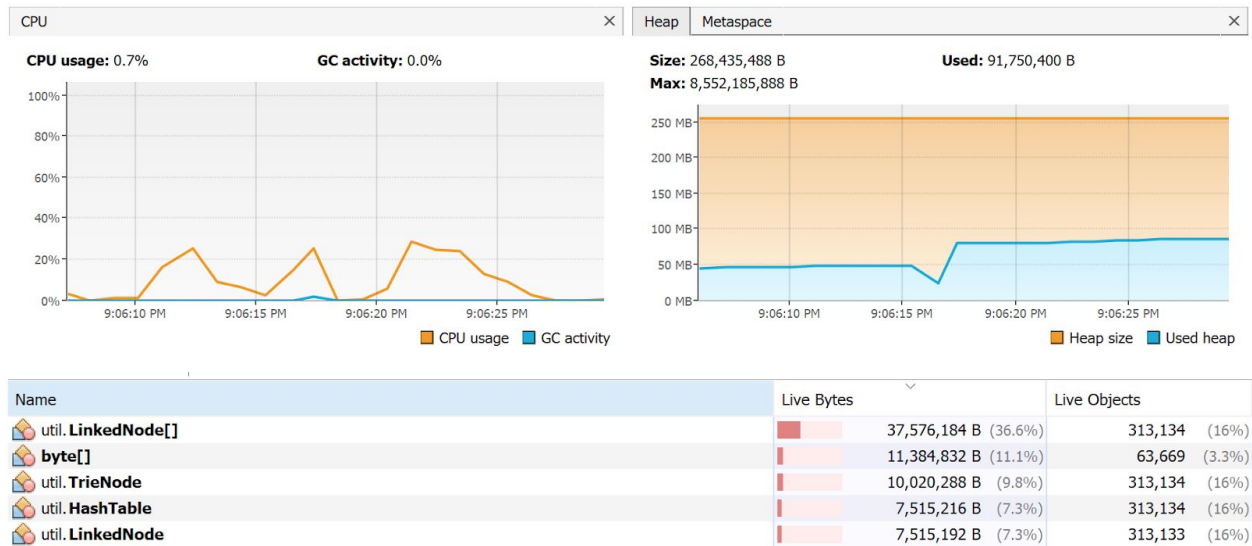 CPU
CPU usage: 0.7% GC activity: 0.0%
100%
80%
60%
40%
20%
0%
9:06:10 PM 9:06:15 PM 9:06:20 PM 9:06:25 PM
CPU usage GC activity
Heap Metaspace
Size: 268,435,488 B Used: 91,750,400 B
Max: 8,552,185,888 B
250 MB
200 MB
150 MB
100 MB
50 MB
0 MB
9:06:10 PM 9:06:15 PM 9:06:20 PM 9:06:25 PM
Heap size Used heap
Name Live Bytes Live Objects
util.LinkedNode[] 37,576,184 B (36.6%) 313,134 (16%)
byte[] 11,384,832 B (11.1%) 63,669 (3.3%)
util.TrieNode 10,020,288 B (9.8%) 313,134 (16%)
util.HashTable 7,515,216 B (7.3%) 313,134 (16%)
util.LinkedNode 7,515,192 B (7.3%) 313,133 (16%)